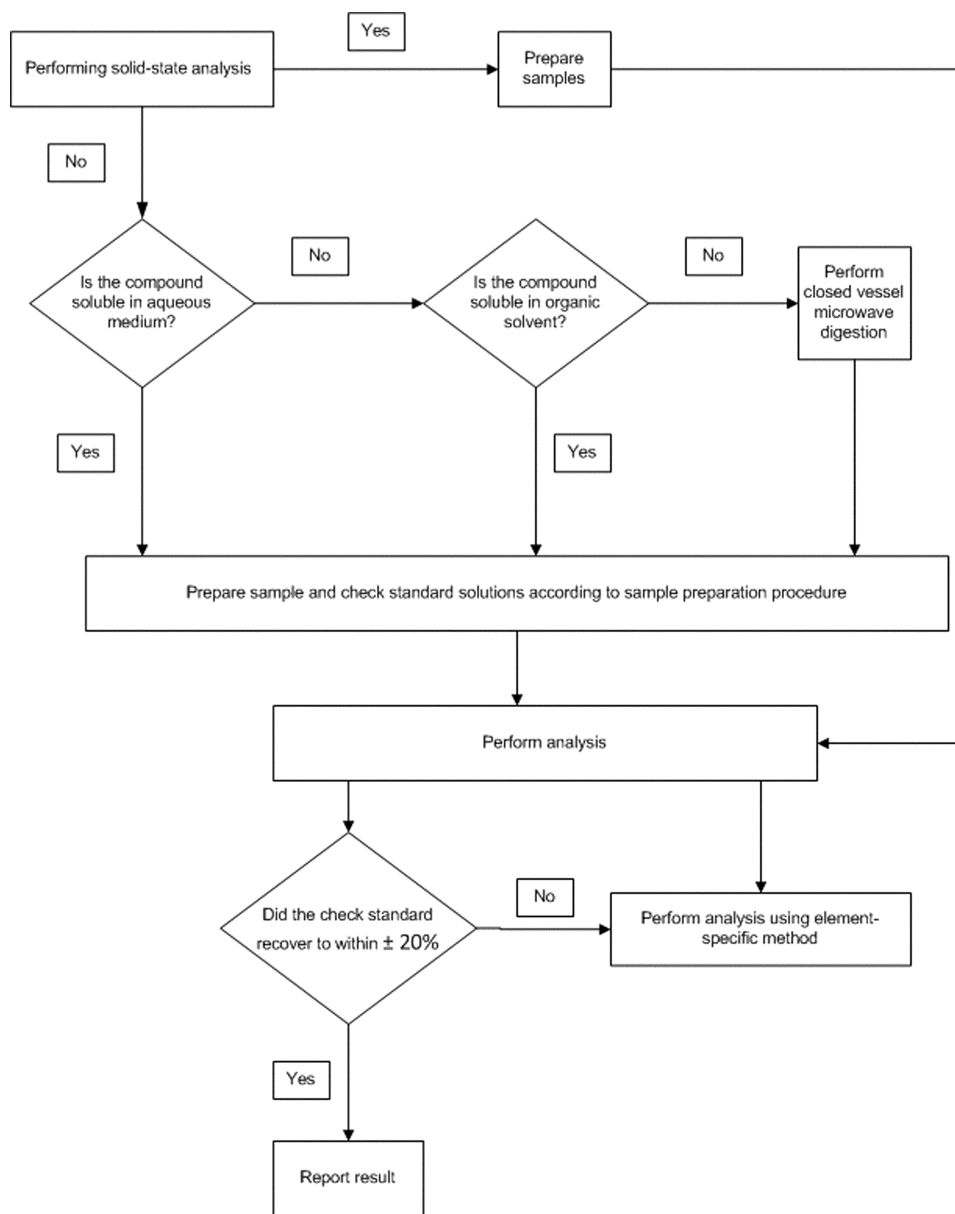 Yes
Performing solid-state analysis
Prepare
samples
No
Is the compound
soluble in aqueous
medium?
No
Is the compound
soluble in organic
solvent?
No
Perform
closed vessel
microwave
digestion
Yes
Yes
Prepare sample and check standard solutions according to sample preparation procedure
Perform analysis
Did the check standard
recover to within ± 20%
No
Perform analysis using element-
specific method
Yes
Report result